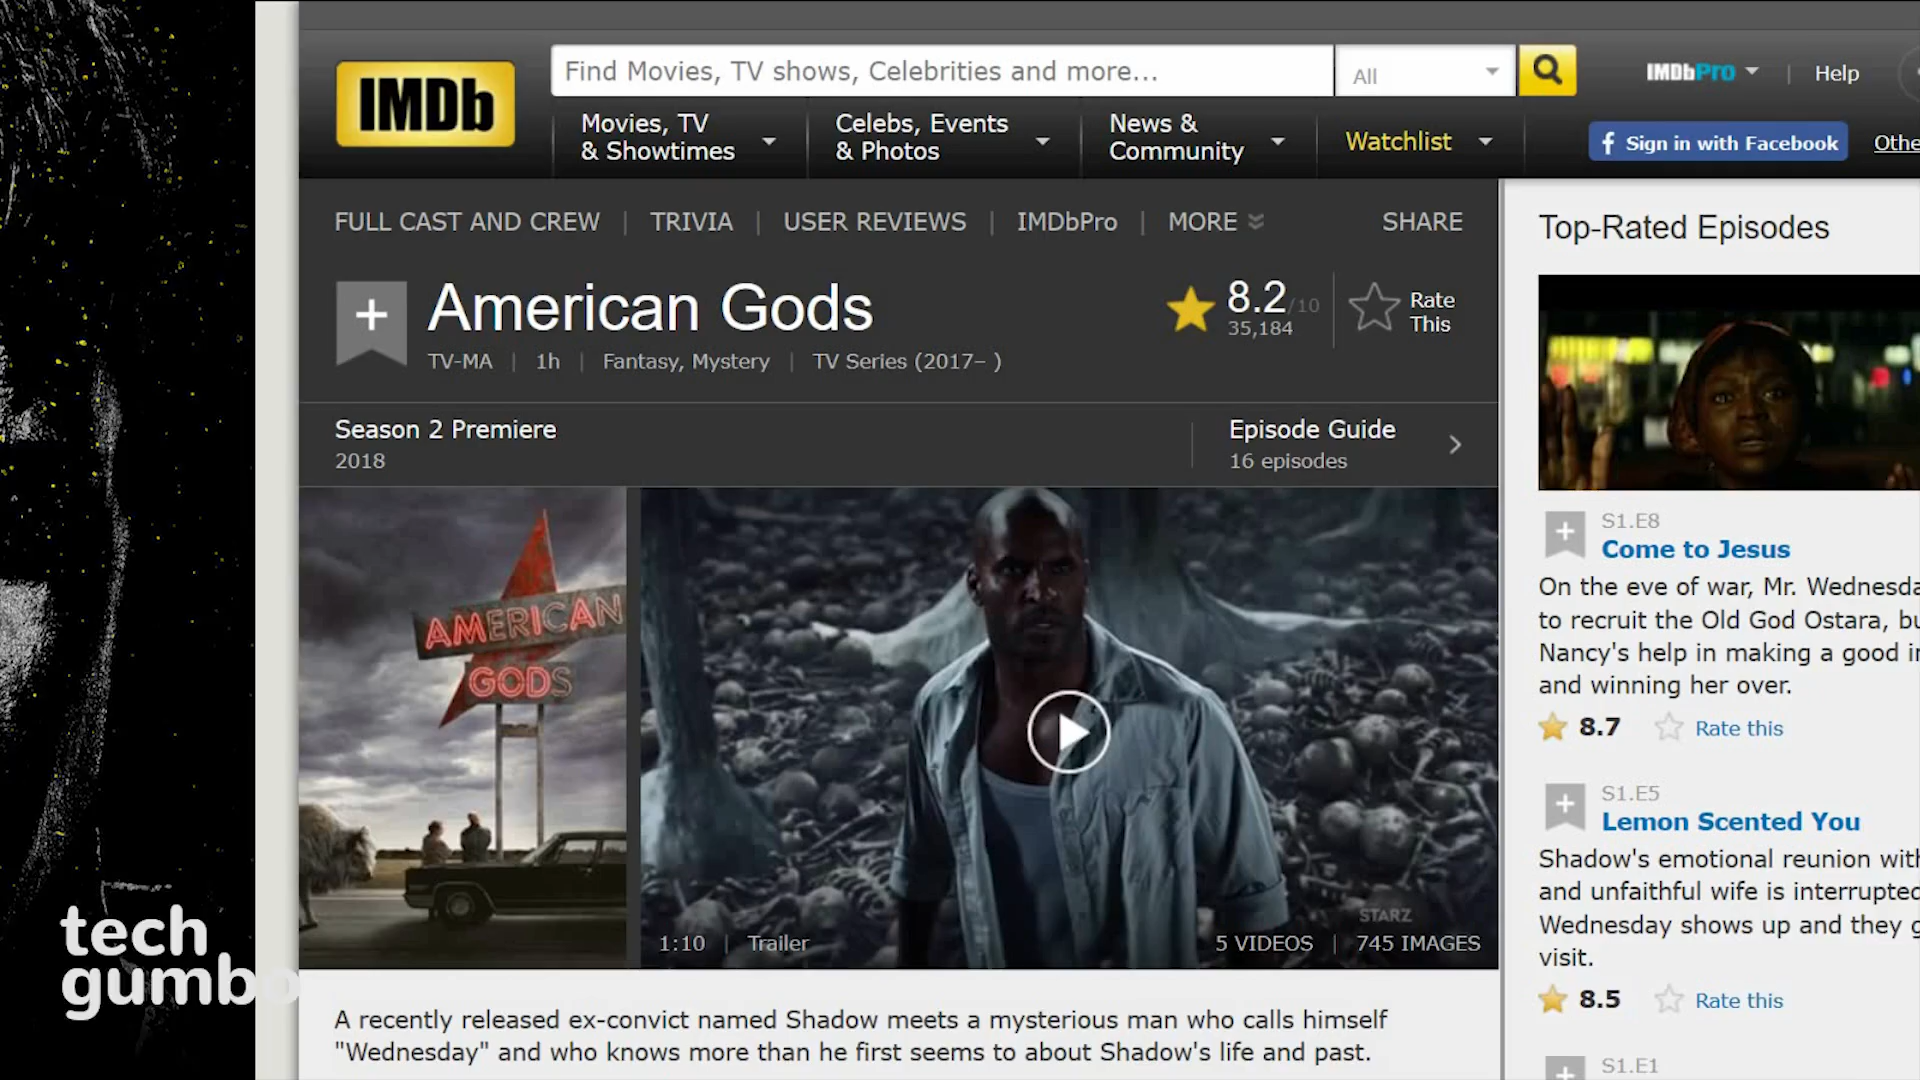 IMDb
Find Movies, TV shows, Celebrities and more...
All
IMDbPro
Help
Movies, TV
& Showtimes
Celebs, Events
& Photos
News &
Community
Watchlist
Sign in with Facebook
Othe
FULL CAST AND CREW | TRIVIA | USER REVIEWS | IMDbPro | MORE
SHARE
American Gods
8.2/10
35,184
Rate
This
TV-MA | 1h | Fantasy, Mystery | TV Series (2017– )
Season 2 Premiere
2018
Episode Guide
16 episodes
AMERICAN
GODS
STARZ
1:10 | Trailer
5 VIDEOS | 745 IMAGES
A recently released ex-convict named Shadow meets a mysterious man who calls himself
"Wednesday" and who knows more than he first seems to about Shadow's life and past.
Top-Rated Episodes
S1.E8
Come to Jesus
On the eve of war, Mr. Wednesda
to recruit the Old God Ostara, bu
Nancy's help in making a good i
and winning her over.
8.7 Rate this
S1.E5
Lemon Scented You
Shadow's emotional reunion with
and unfaithful wife is interrupted
Wednesday shows up and they g
visit.
8.5 Rate this
S1.E1
tech
gumbo